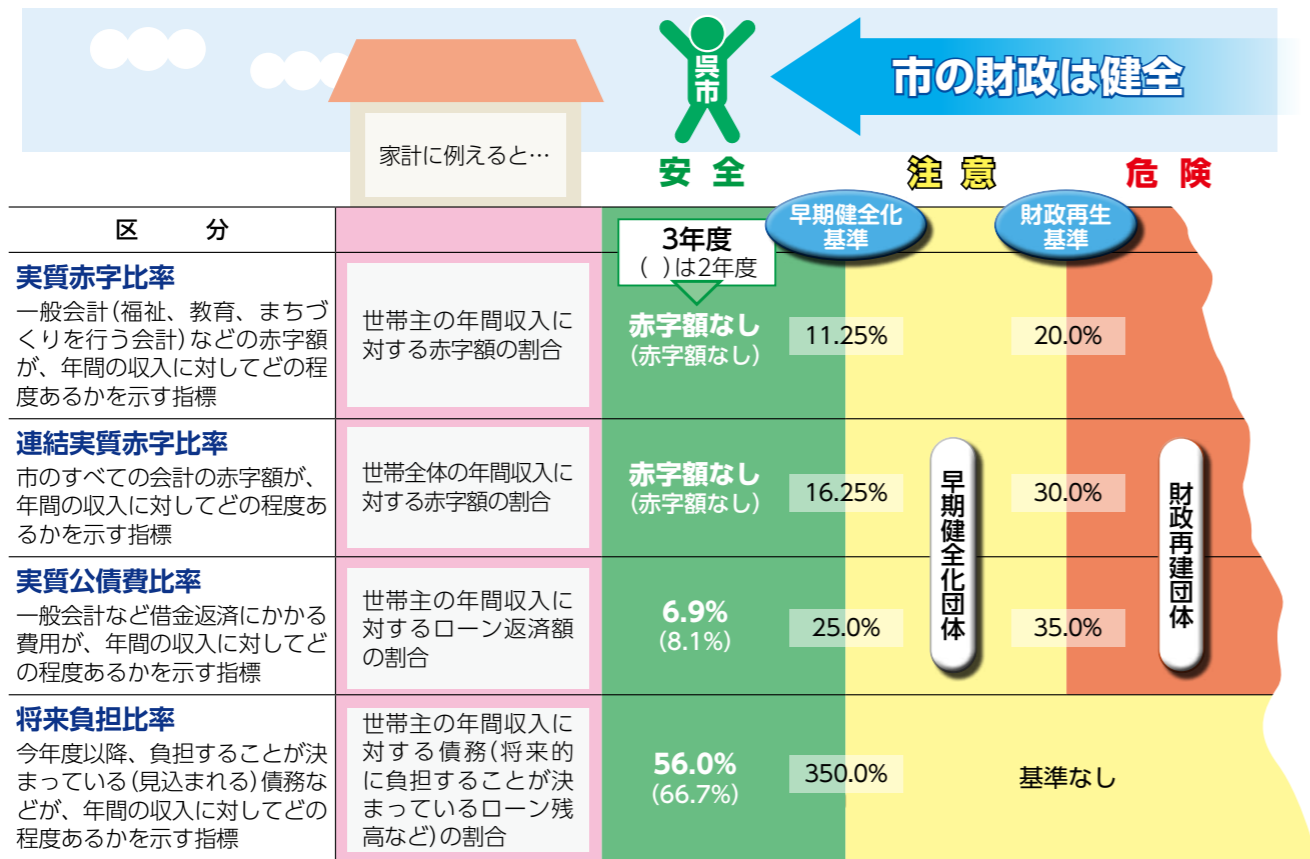 呉市
市の財政は健全
家計に例えると…
安全
注意
危険
区 分
3年度
( )は2年度
早期健全化
基準
財政再生
基準
実質赤字比率
一般会計(福祉、教育、まちづ
くりを行う会計)などの赤字額
が、年間の収入に対してどの程
度あるかを示す指標
世帯主の年間収入に
対する赤字額の割合
赤字額なし
(赤字額なし)
11.25%
20.0%
連結実質赤字比率
市のすべての会計の赤字額が、
年間の収入に対してどの程度あ
るかを示す指標
世帯全体の年間収入に
対する赤字額の割合
赤字額なし
(赤字額なし)
16.25%
早期健全化団体
30.0%
財政再建団体
実質公債費比率
一般会計など借金返済にかかる
費用が、年間の収入に対してど
の程度あるかを示す指標
世帯主の年間収入に
対するローン返済額
の割合
6.9%
(8.1%)
25.0%
35.0%
将来負担比率
今年度以降、負担することが決
まっている(見込まれる)債務な
どが、年間の収入に対してどの
程度あるかを示す指標
世帯主の年間収入に
対する債務(将来的
に負担することが決
まっているローン残
高など)の割合
56.0%
(66.7%)
350.0%
基準なし